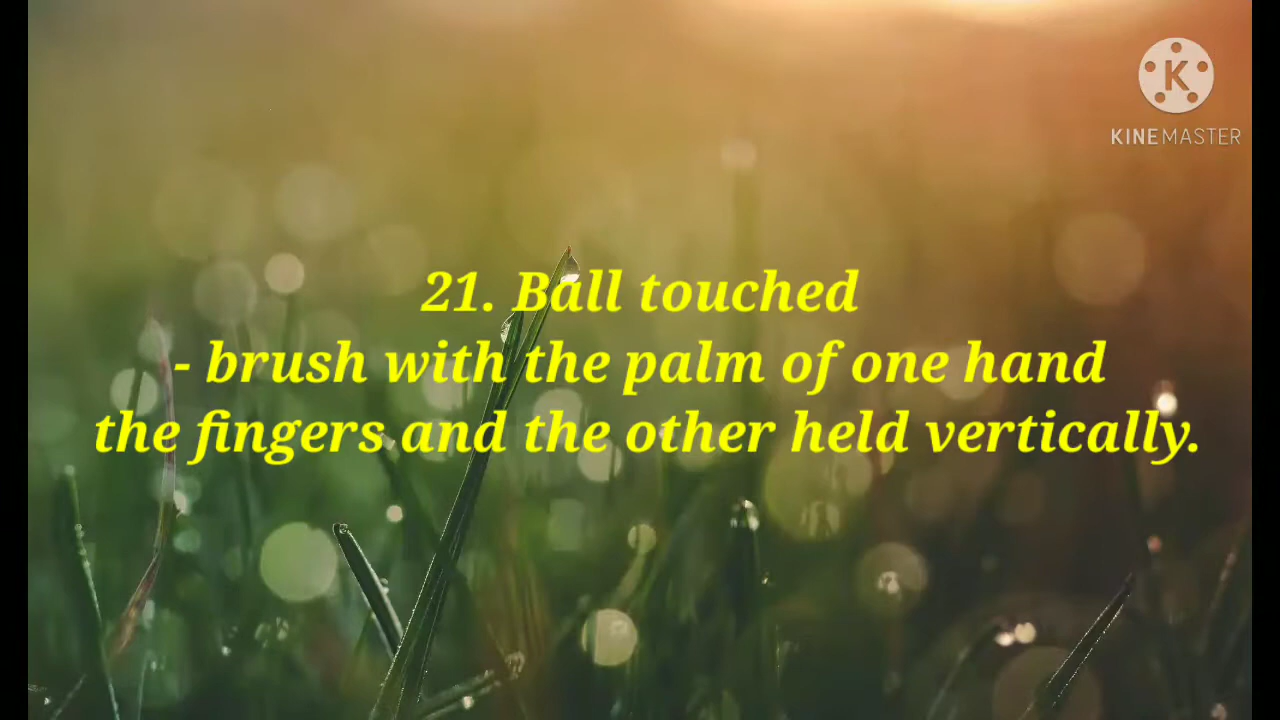 KINEMASTER
21. Ball touched
- brush with the palm of one hand
the fingers and the other held vertically.